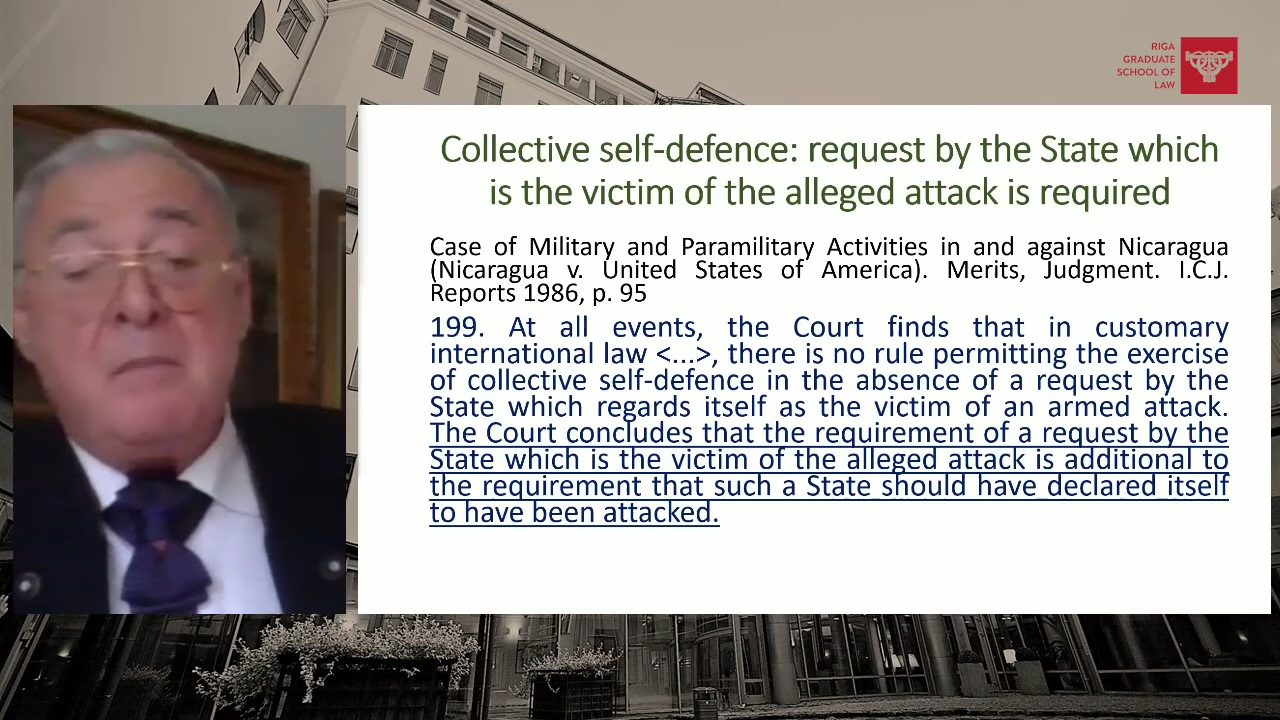 RIGA
GRADUATE
SCHOOL OF
LAW
Collective self-defence: request by the State which
is the victim of the alleged attack is required
Case of Military and Paramilitary Activities in and against Nicaragua
(Nicaragua v. United States of America). Merits, Judgment. I.C.J.
Reports 1986, p. 95
199. At all events, the Court finds that in customary
international law <...>, there is no rule permitting the exercise
of collective self-defence in the absence of a request by the
State which regards itself as the victim of an armed attack.
The Court concludes that the requirement of a request by the
State which is the victim of the alleged attack is additional to
the requirement that such a State should have declared itself
to have been attacked.